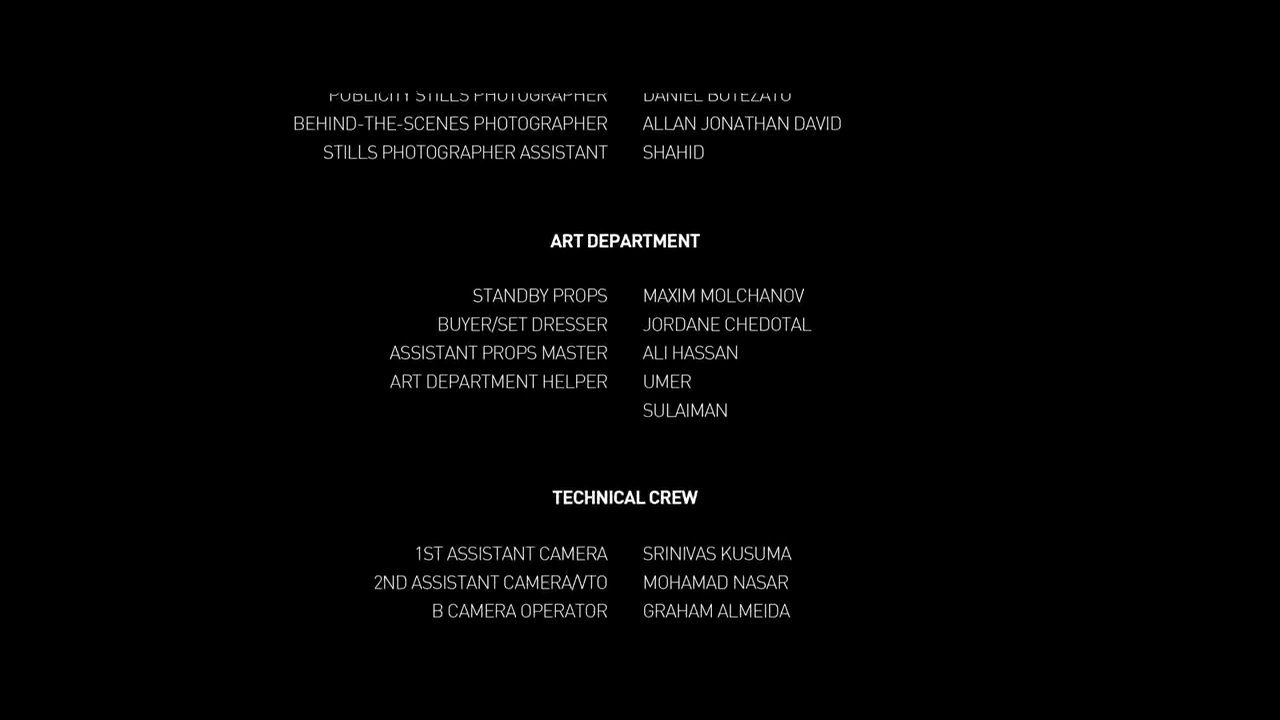 PUBLICITY STILLS PHOTOGRAPHER DANIEL BOTEZATU
BEHIND-THE-SCENES PHOTOGRAPHER ALLAN JONATHAN DAVID
STILLS PHOTOGRAPHER ASSISTANT SHAHID
ART DEPARTMENT
STANDBY PROPS MAXIM MOLCHANOV
BUYER/SET DRESSER JORDANE CHEDOTAL
ASSISTANT PROPS MASTER ALI HASSAN
ART DEPARTMENT HELPER UMER
SULAIMAN
TECHNICAL CREW
1ST ASSISTANT CAMERA SRINIVAS KUSUMA
2ND ASSISTANT CAMERA/VTO MOHAMAD NASAR
B CAMERA OPERATOR GRAHAM ALMEIDA